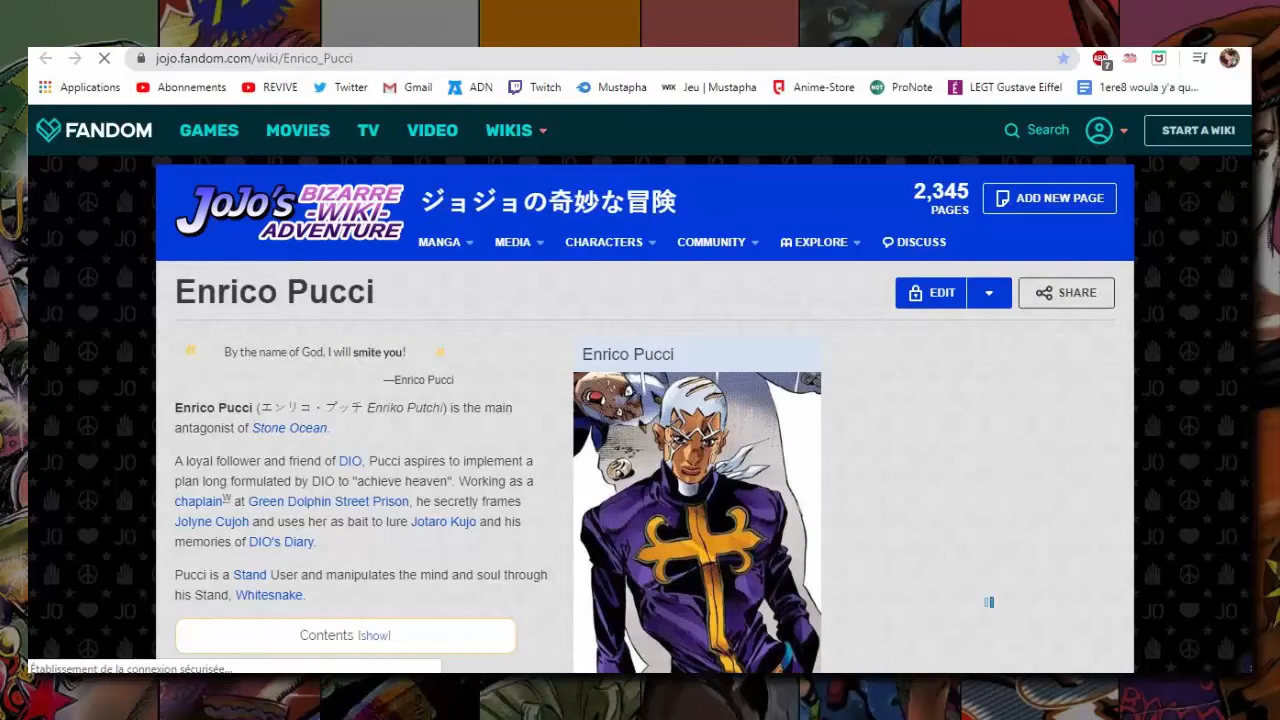 jojo.fandom.com/wiki/Enrico_Pucci
7
Applications Abonnements REVIVE Twitter Gmail ADN Twitch Mustapha WIX Jeu | Mustapha Anime-Store ProNote LEGT Gustave Eiffel 1ere8 woula y'a qu...
FANDOM GAMES MOVIES TV VIDEO WIKIS Search START A WIKI
JoJo's BIZARRE -WIKI- ADVENTURE
ジョジョの奇妙な冒険
2,345 PAGES
ADD NEW PAGE
MANGA MEDIA CHARACTERS COMMUNITY EXPLORE DISCUSS
Enrico Pucci
EDIT SHARE
“ By the name of God, I will smite you! ”
—Enrico Pucci
Enrico Pucci (エンリコ・プッチ Enriko Putchi) is the main
antagonist of Stone Ocean.
A loyal follower and friend of DIO, Pucci aspires to implement a
plan long formulated by DIO to "achieve heaven". Working as a
chaplainW at Green Dolphin Street Prison, he secretly frames
Jolyne Cujoh and uses her as bait to lure Jotaro Kujo and his
memories of DIO's Diary.
Pucci is a Stand User and manipulates the mind and soul through
his Stand, Whitesnake.
Contents [show]
Enrico Pucci
Établissement de la connexion sécurisée...